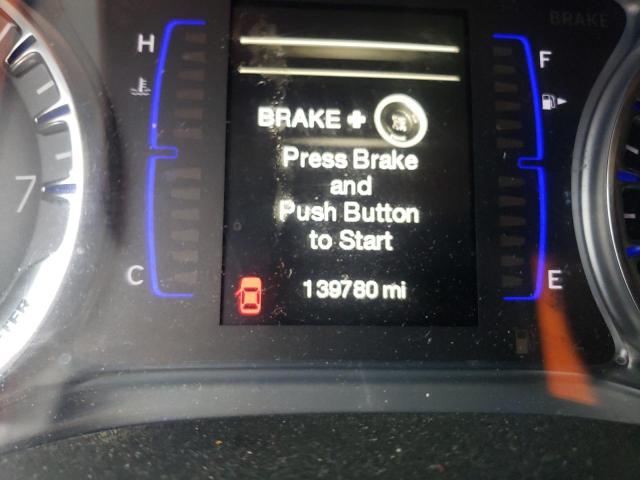 BRAKE
H
F
BRAKE +
Press Brake
and
Push Button
to Start
7
C
E
139780 mi